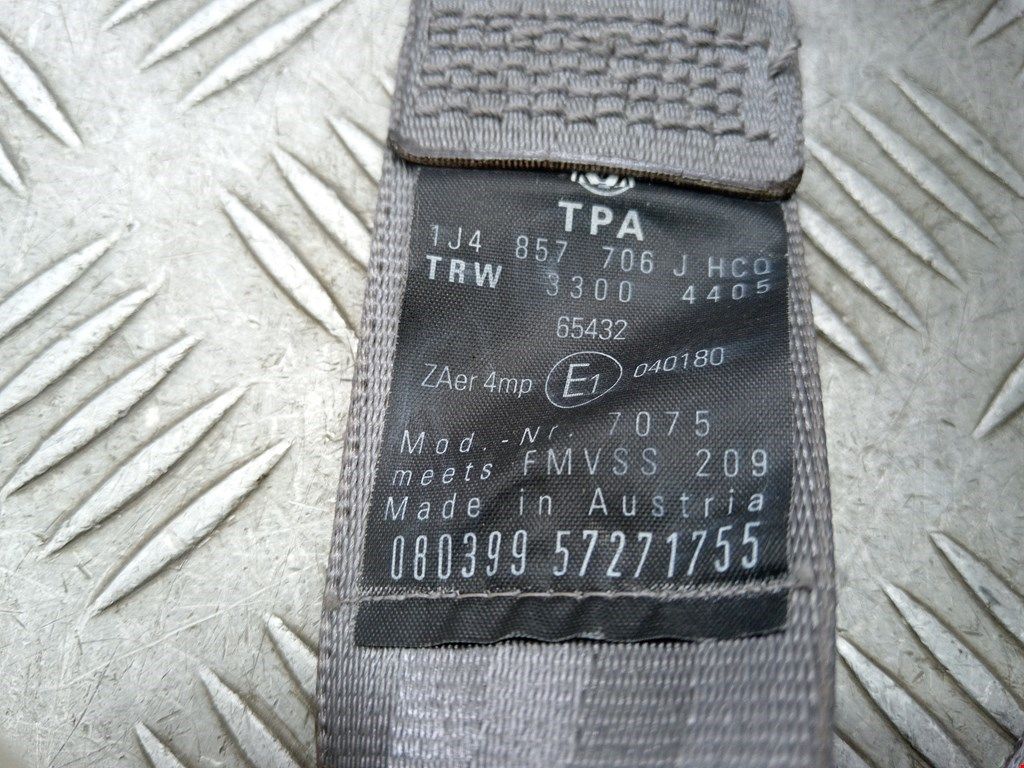 TPA
1J4 857 706 J HCQ
TRW 3300 4405
65432
ZAer 4mp E1 040180
Mod.-Nr. 7075
meets FMVSS 209
Made in Austria
080399 57271755